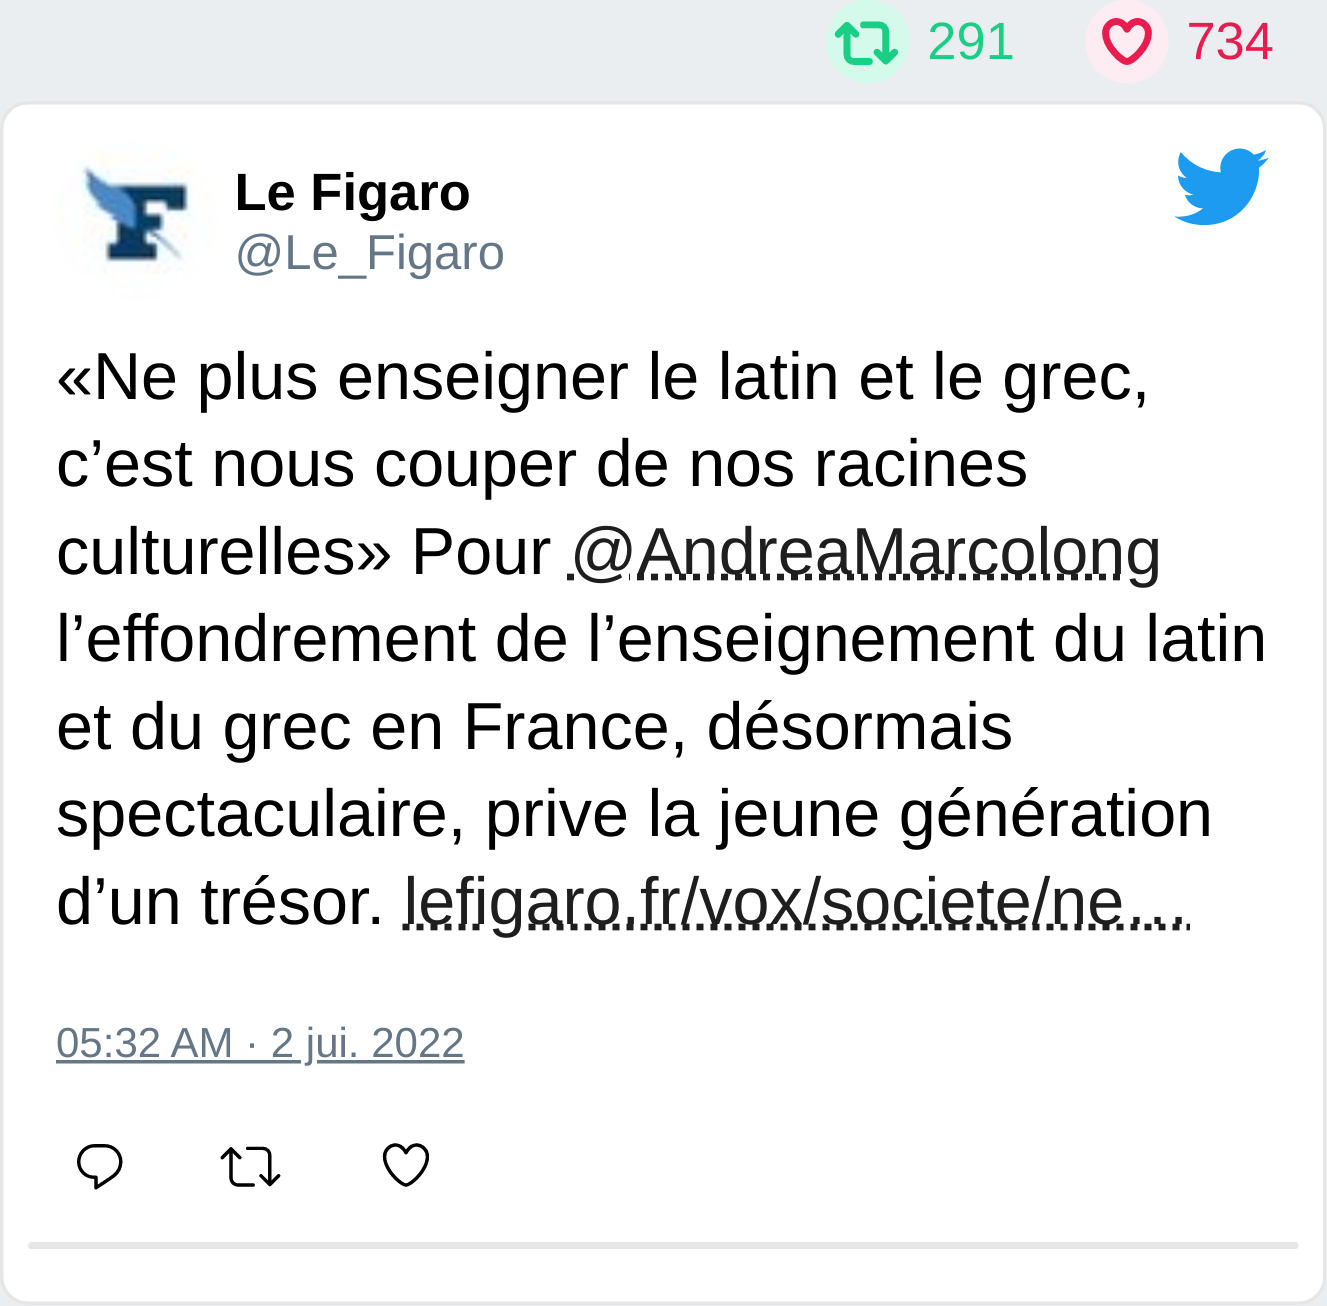 291 734
Le Figaro
@Le_Figaro
«Ne plus enseigner le latin et le grec,
c’est nous couper de nos racines
culturelles» Pour @AndreaMarcolong
l’effondrement de l’enseignement du latin
et du grec en France, désormais
spectaculaire, prive la jeune génération
d’un trésor. lefigaro.fr/vox/societe/ne…
05:32 AM · 2 jui. 2022